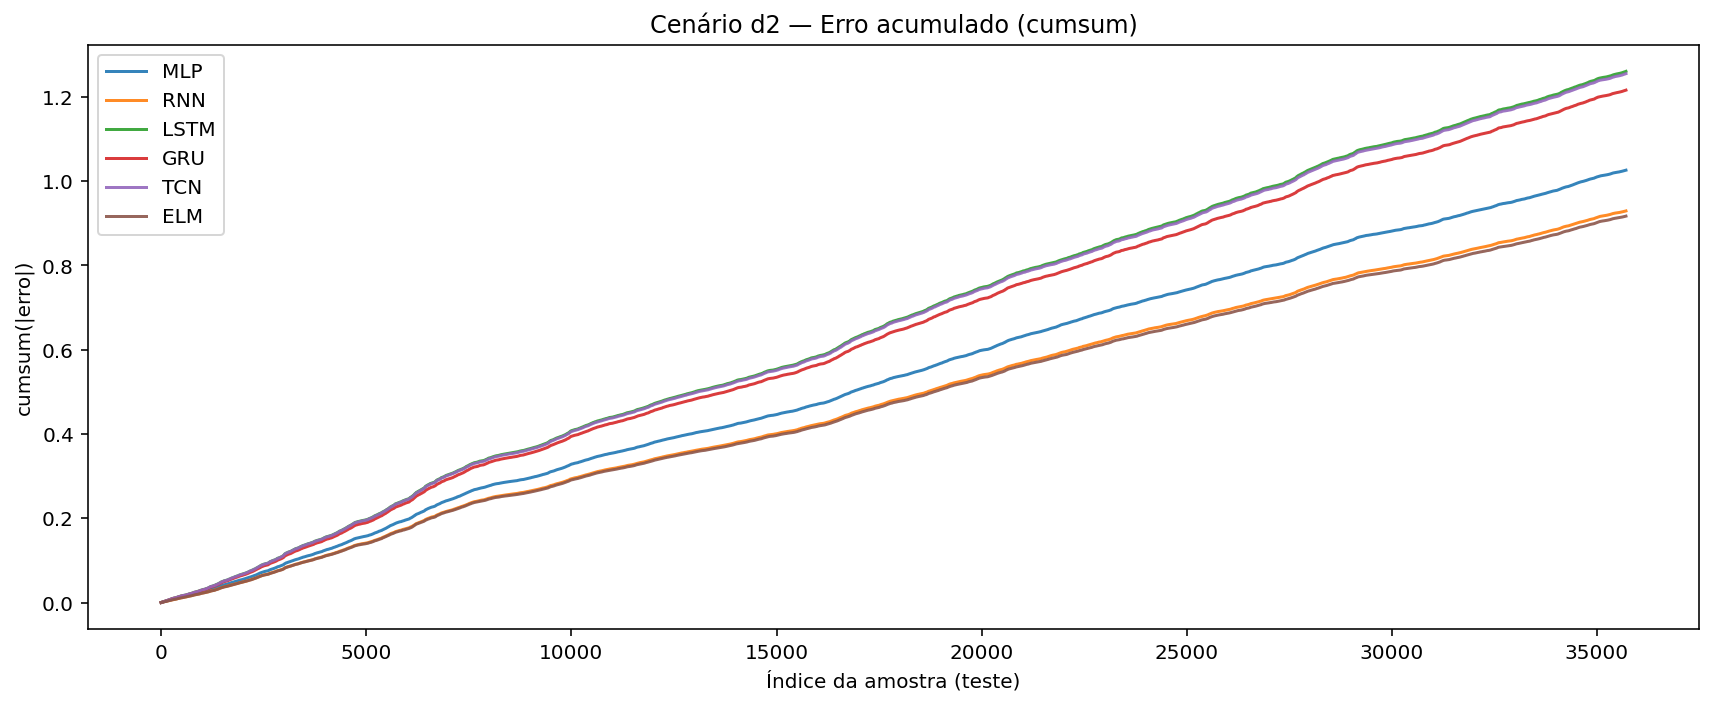 Cenário d2 — Erro acumulado (cumsum)
MLP
RNN
LSTM
GRU
TCN
ELM
cumsum(|erro|)
1.2
1.0
0.8
0.6
0.4
0.2
0.0
0 5000 10000 15000 20000 25000 30000 35000
Índice da amostra (teste)